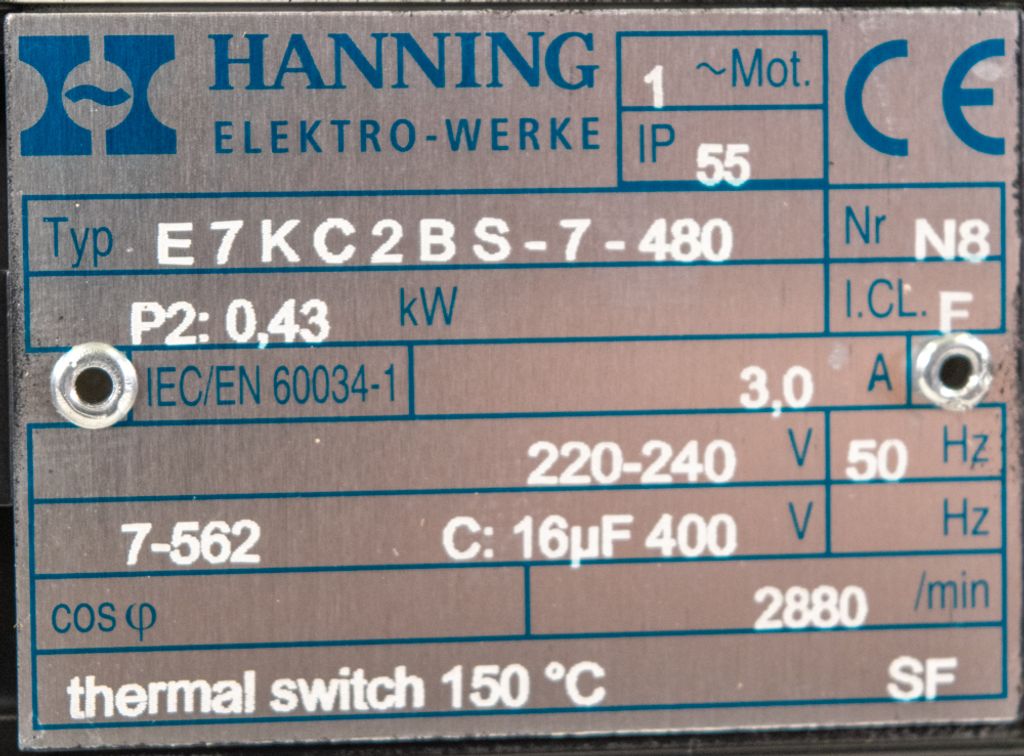 HANNING
ELEKTRO-WERKE
1 ~Mot.
IP 55
CE
Typ E7KC2BS-7-480
Nr N8
P2: 0,43 kW
I.CL. F
IEC/EN 60034-1
3,0 A
220-240 V 50 Hz
7-562 C: 16µF 400 V Hz
cos φ
2880 /min
thermal switch 150 °C SF